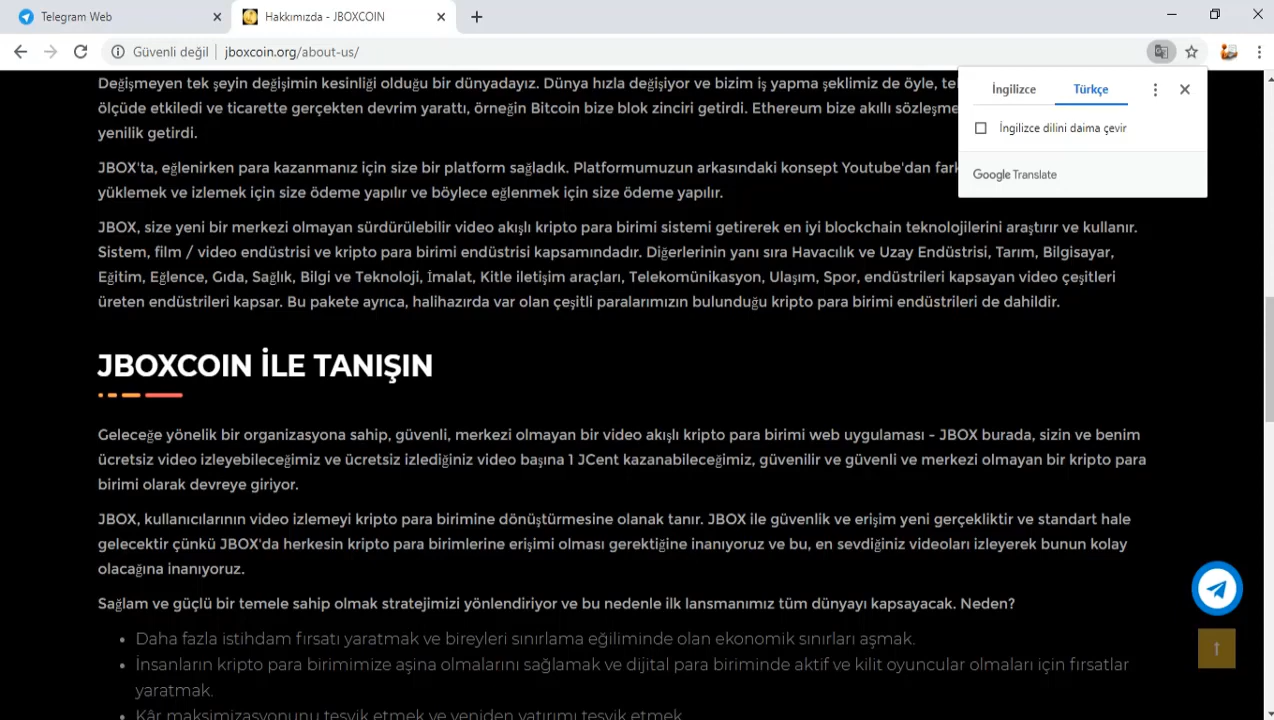 Telegram Web
Hakkımızda - JBOXCOIN
Güvenli değil
jboxcoin.org/about-us/
İngilizce
Türkçe
İngilizce dilini daima çevir
Google Translate
Değişmeyen tek şeyin değişimin kesinliği olduğu bir dünyadayız. Dünya hızla değişiyor ve bizim iş yapma şeklimiz de öyle,
ölçüde etkiledi ve ticarette gerçekten devrim yarattı, örneğin Bitcoin bize blok zinciri getirdi. Ethereum bize akıllı
yenilik getirdi.
JBOX'ta, eğlenirken para kazanmanız için size bir platform sağladık. Platformumuzun arkasındaki konsept Youtube'dan
yüklemek ve izlemek için size ödeme yapılır ve böylece eğlenmek için size ödeme yapılır.
JBOX, size yeni bir merkezi olmayan sürdürülebilir video akışlı kripto para birimi sistemi getirerek en iyi blockchain teknolojilerini araştırır ve kullanır.
Sistem, film / video endüstrisi ve kripto para birimi endüstrisi kapsamındadır. Diğerlerinin yanı sıra Havacılık ve Uzay Endüstrisi, Tarım, Bilgisayar,
Eğitim, Eğlence, Gıda, Sağlık, Bilgi ve Teknoloji, İmalat, Kitle iletişim araçları, Telekomünikasyon, Ulaşım, Spor, endüstrileri kapsayan video çeşitleri
üreten endüstrileri kapsar. Bu pakete ayrıca, halihazırda var olan çeşitli paralarımızın bulunduğu kripto para birimi endüstrileri de dahildir.
JBOXCOIN İLE TANIŞIN
Geleceğe yönelik bir organizasyona sahip, güvenli, merkezi olmayan bir video akışlı kripto para birimi web uygulaması - JBOX burada, sizin ve benim
ücretsiz video izleyebileceğimiz ve ücretsiz izlediğiniz video başına 1 JCent kazanabileceğimiz, güvenilir ve güvenli ve merkezi olmayan bir kripto para
birimi olarak devreye giriyor.
JBOX, kullanıcılarının video izlemeyi kripto para birimine dönüştürmesine olanak tanır. JBOX ile güvenlik ve erişim yeni gerçekliktir ve standart hale
gelecektir çünkü JBOX'da herkesin kripto para birimlerine erişimi olması gerektiğine inanıyoruz ve bu, en sevdiğiniz videoları izleyerek bunun kolay
olacağına inanıyoruz.
Sağlam ve güçlü bir temele sahip olmak stratejimizi yönlendiriyor ve bu nedenle ilk lansmanımız tüm dünyayı kapsayacak. Neden?
• Daha fazla istihdam fırsatı yaratmak ve bireyleri sınırlama eğiliminde olan ekonomik sınırları aşmak.
• İnsanların kripto para birimimize aşina olmalarını sağlamak ve dijital para biriminde aktif ve kilit oyuncular olmaları için fırsatlar
yaratmak.
• Kâr maksimizasyonunu teşvik etmek ve yeniden yatırımı teşvik etmek